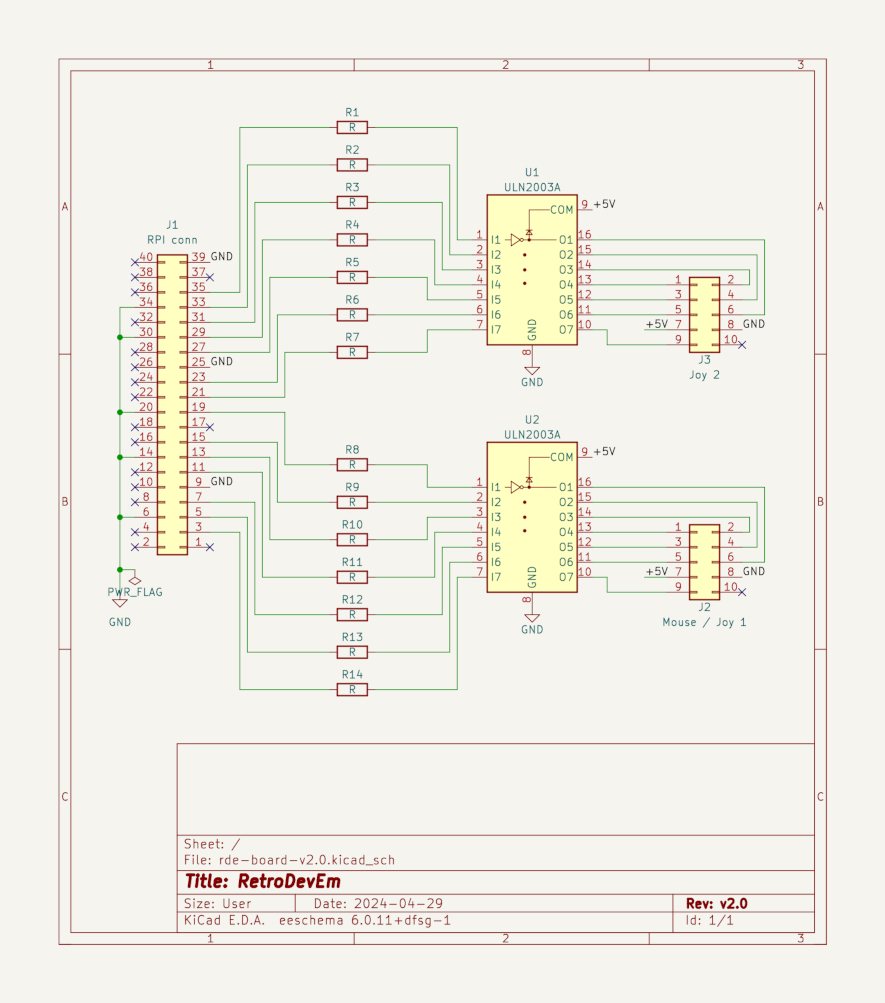 1 2 3
A A
B B
C C
R1
R
R2
R
R3
R
R4
R
R5
R
R6
R
R7
R
R8
R
R9
R
R10
R
R11
R
R12
R
R13
R
R14
R
J1
RPI conn
40 39 GND
38 37
36 35
34 33
32 31
30 29
28 27
26 25 GND
24 23
22 21
20 19
18 17
16 15
14 13
12 11
10 9 GND
8 7
6 5
4 3
2 1
PWR_FLAG
GND
U1
ULN2003A
COM 9 +5V
1 I1 O1 16
2 I2 O2 15
3 I3 O3 14
4 I4 O4 13
5 I5 O5 12
6 I6 O6 11
7 I7 O7 10
GND
8
GND
1 2
3 4
5 6
+5V 7 8 GND
9 10
J3
Joy 2
U2
ULN2003A
COM 9 +5V
1 I1 O1 16
2 I2 O2 15
3 I3 O3 14
4 I4 O4 13
5 I5 O5 12
6 I6 O6 11
7 I7 O7 10
GND
8
GND
1 2
3 4
5 6
+5V 7 8 GND
9 10
J2
Mouse / Joy 1
Sheet: /
File: rde-board-v2.0.kicad_sch
Title: RetroDevEm
Size: User Date: 2024-04-29 Rev: v2.0
KiCad E.D.A. eeschema 6.0.11+dfsg-1 Id: 1/1
1 2 3